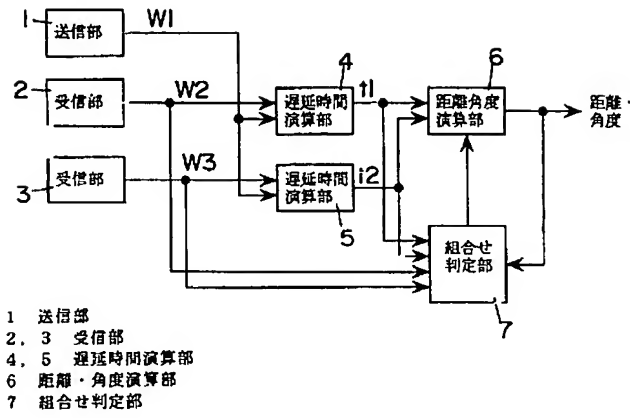 1 送信部 W1
2 受信部 W2
3 受信部 W3
4 遅延時間
演算部 t1
5 遅延時間
演算部 i2
6 距離角度
演算部
距離・
角度
7 組合せ
判定部
1 送信部
2, 3 受信部
4, 5 遅延時間演算部
6 距離・角度演算部
7 組合せ判定部